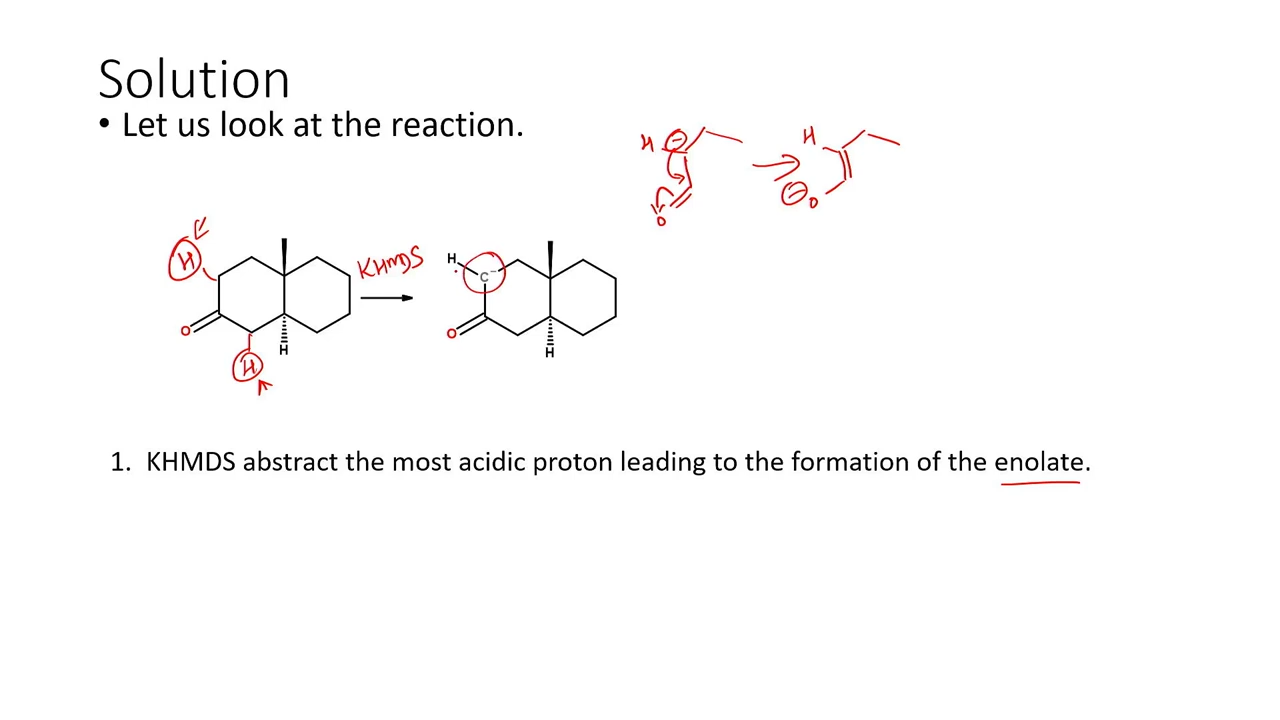 Solution
• Let us look at the reaction.
H ⊖
H
⊖ O
O
H
KHMDS
H
C⁻
O
O
H
H
H
1. KHMDS abstract the most acidic proton leading to the formation of the enolate.